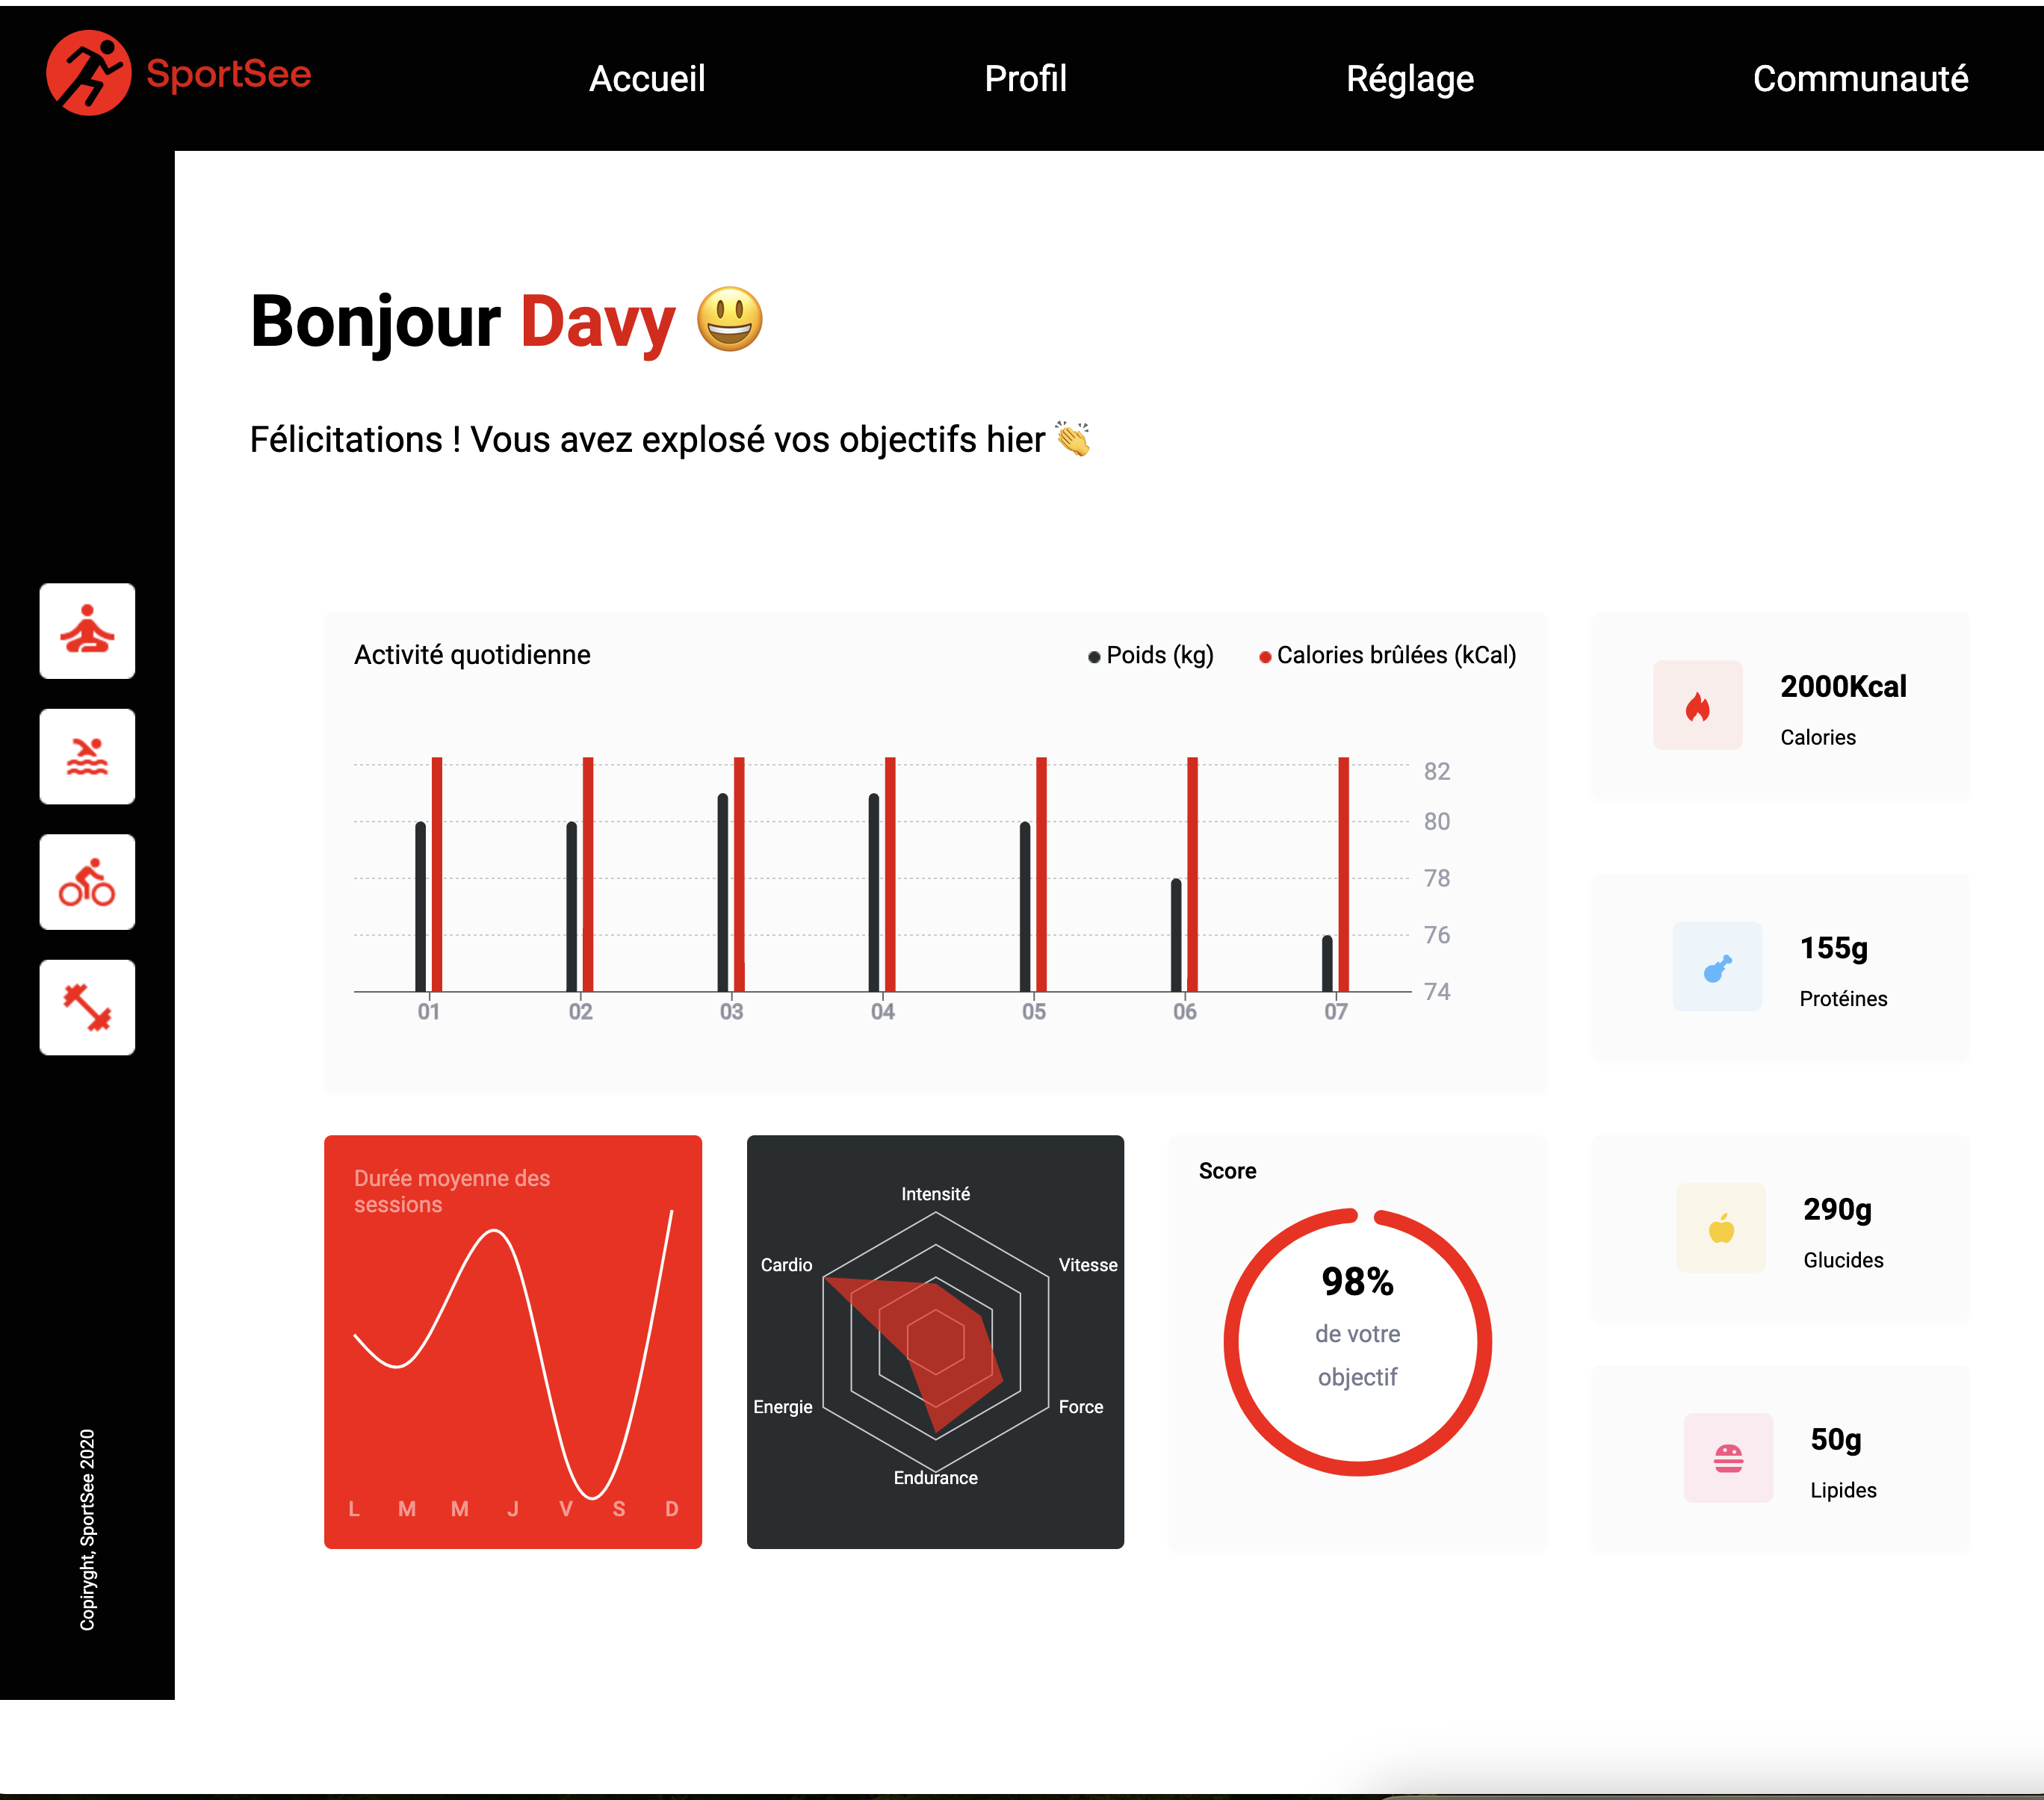 SportSee
Accueil
Profil
Réglage
Communauté
Bonjour Davy 😃
Félicitations ! Vous avez explosé vos objectifs hier 👏
Activité quotidienne
Poids (kg)
Calories brûlées (kCal)
82
80
78
76
74
01 02 03 04 05 06 07
2000Kcal
Calories
155g
Protéines
290g
Glucides
50g
Lipides
Durée moyenne des
sessions
L M M J V S D
Intensité
Vitesse
Force
Endurance
Energie
Cardio
Score
98%
de votre
objectif
Copiryght, SportSee 2020